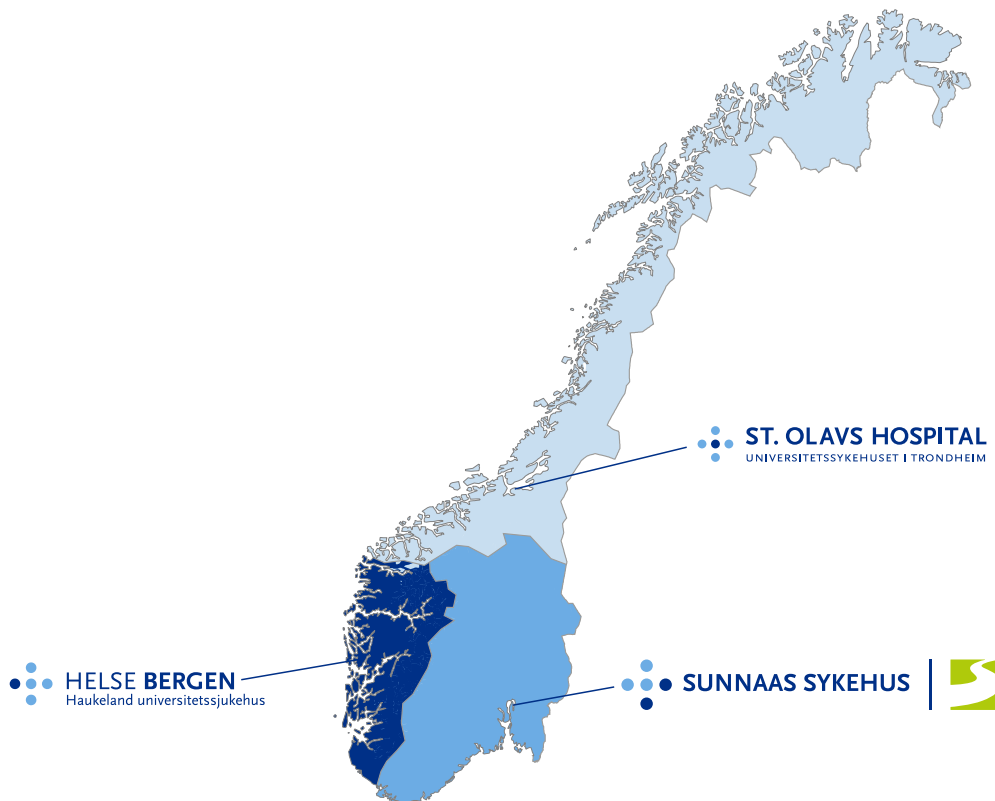 ST. OLAVS HOSPITAL
UNIVERSITETSSYKEHUSET I TRONDHEIM
HELSE BERGEN
Haukeland universitetssjukehus
SUNNAAS SYKEHUS